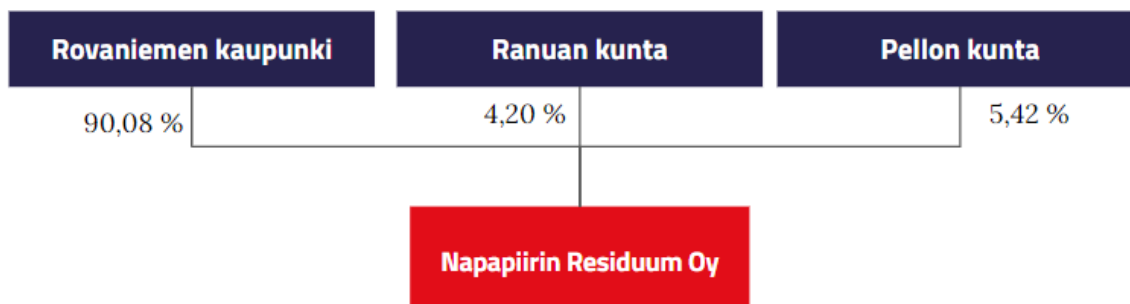 Rovaniemen kaupunki
Ranuan kunta
Pellon kunta
90,08 %
4,20 %
5,42 %
Napapiirin Residuum Oy